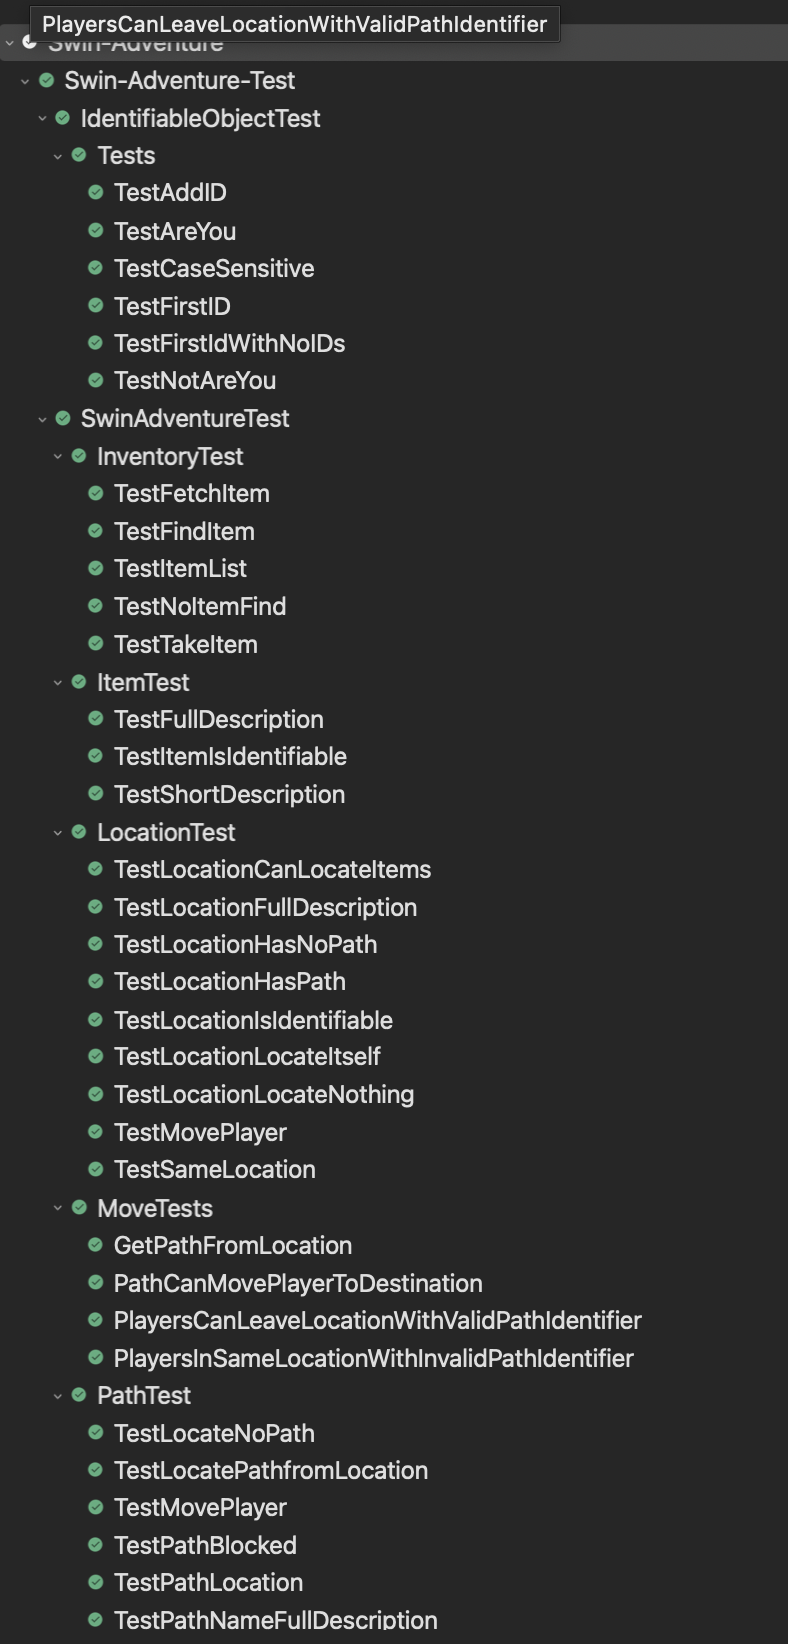 PlayersCanLeaveLocationWithValidPathIdentifier
Swin-Adventure
Swin-Adventure-Test
IdentifiableObjectTest
Tests
TestAddID
TestAreYou
TestCaseSensitive
TestFirstID
TestFirstIdWithNoIDs
TestNotAreYou
SwinAdventureTest
InventoryTest
TestFetchItem
TestFindItem
TestItemList
TestNoItemFind
TestTakeItem
ItemTest
TestFullDescription
TestItemIsIdentifiable
TestShortDescription
LocationTest
TestLocationCanLocateItems
TestLocationFullDescription
TestLocationHasNoPath
TestLocationHasPath
TestLocationIsIdentifiable
TestLocationLocateItself
TestLocationLocateNothing
TestMovePlayer
TestSameLocation
MoveTests
GetPathFromLocation
PathCanMovePlayerToDestination
PlayersCanLeaveLocationWithValidPathIdentifier
PlayersInSameLocationWithInvalidPathIdentifier
PathTest
TestLocateNoPath
TestLocatePathfromLocation
TestMovePlayer
TestPathBlocked
TestPathLocation
TestPathNameFullDescription